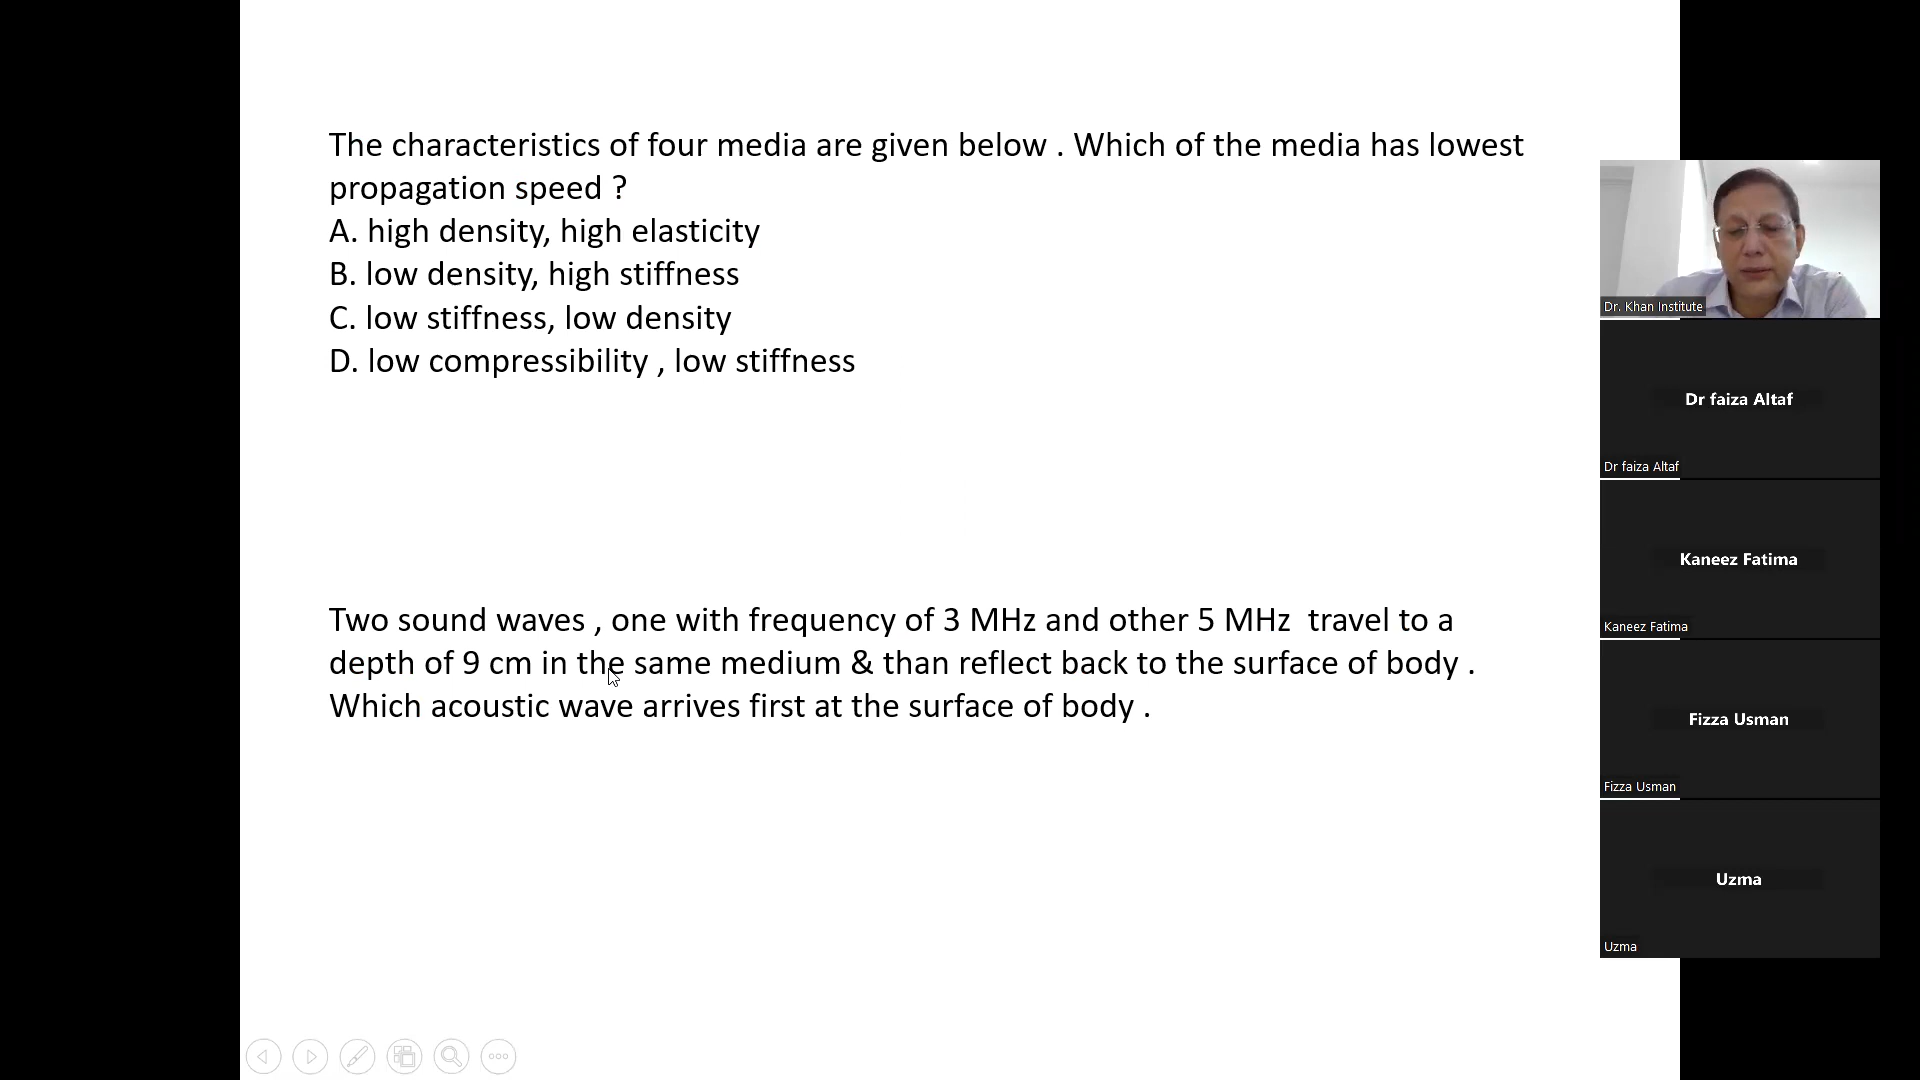 The characteristics of four media are given below . Which of the media has lowest
propagation speed ?
A. high density, high elasticity
B. low density, high stiffness
C. low stiffness, low density
D. low compressibility , low stiffness
Two sound waves , one with frequency of 3 MHz and other 5 MHz  travel to a
depth of 9 cm in the same medium & than reflect back to the surface of body .
Which acoustic wave arrives first at the surface of body .
Dr. Khan Institute
Dr faiza Altaf
Dr faiza Altaf
Kaneez Fatima
Kaneez Fatima
Fizza Usman
Fizza Usman
Uzma
Uzma